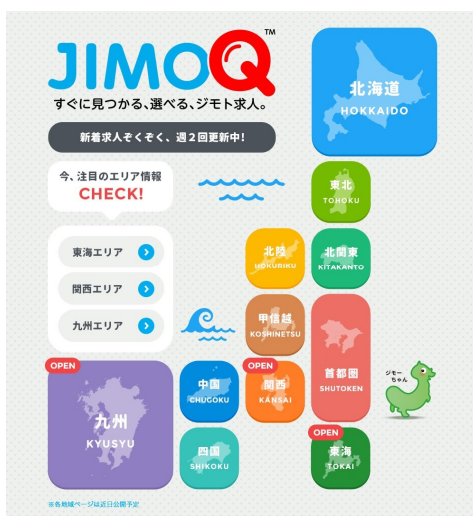 JIMOQ™
すぐに見つかる、選べる、ジモト求人。
新着求人ぞくぞく、週2回更新中!
北海道
HOKKAIDO
今、注目のエリア情報
CHECK!
東北
TOHOKU
東海エリア
関西エリア
九州エリア
北陸
HOKURIKU
北関東
KITAKANTO
甲信越
KOSHINETSU
首都圏
SHUTOKEN
ジモー
ちゃん
OPEN
九州
KYUSYU
中国
CHUGOKU
OPEN
関西
KANSAI
四国
SHIKOKU
OPEN
東海
TOKAI
※各地域ページは近日公開予定